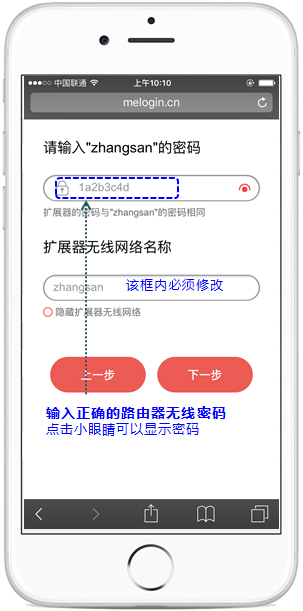 中国联通
上午10:10
melogin.cn
请输入"zhangsan"的密码
1a2b3c4d
扩展器的密码与"zhangsan"的密码相同
扩展器无线网络名称
zhangsan
该框内必须修改
隐藏扩展器无线网络
上一步
下一步
输入正确的路由器无线密码
点击小眼睛可以显示密码